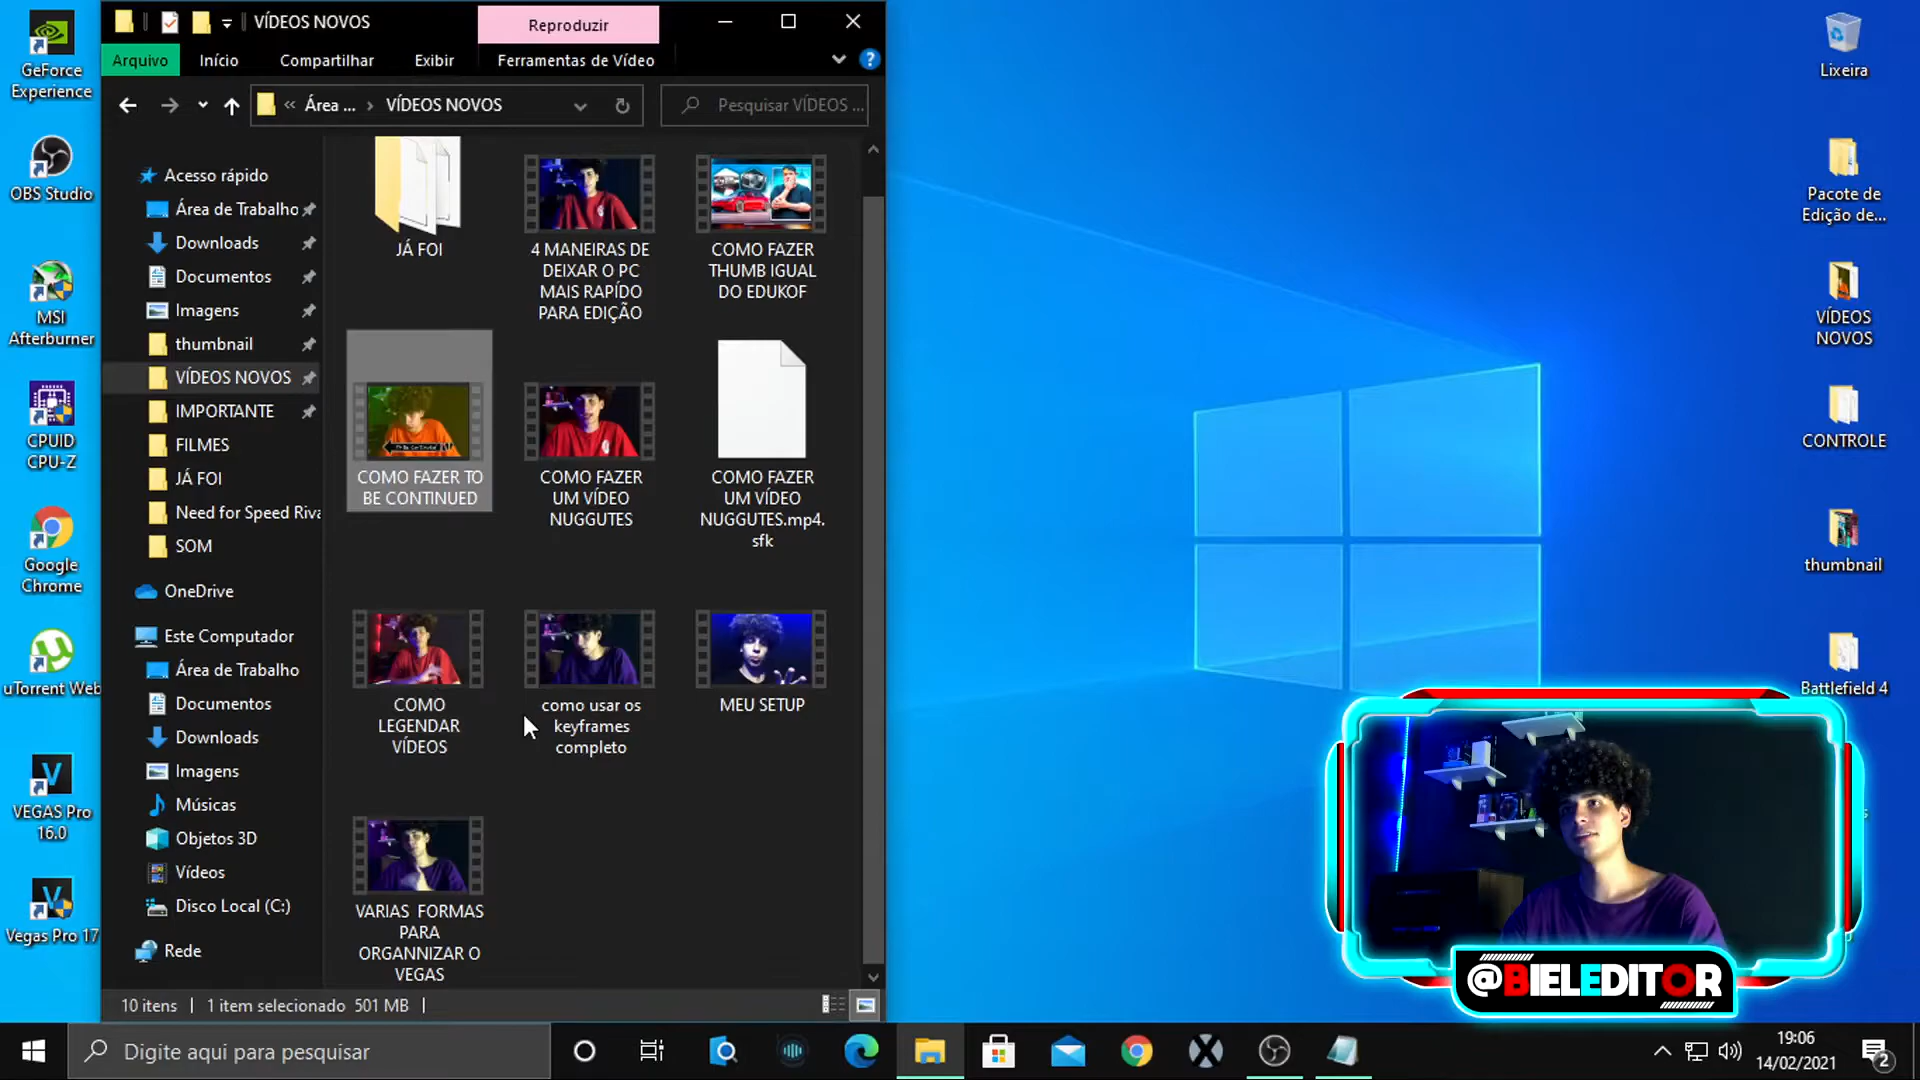 VÍDEOS NOVOS
Reproduzir
Arquivo
Início
Compartilhar
Exibir
Ferramentas de Vídeo
« Área ... › VÍDEOS NOVOS
Pesquisar VÍDEOS ...
GeForce
Experience
OBS Studio
MSI
Afterburner
CPUID
CPU-Z
Google
Chrome
uTorrent Web
VEGAS Pro
16.0
Vegas Pro 17
Acesso rápido
Área de Trabalho
Downloads
Documentos
Imagens
thumbnail
VÍDEOS NOVOS
IMPORTANTE
FILMES
JÁ FOI
Need for Speed Riva
SOM
OneDrive
Este Computador
Área de Trabalho
Documentos
Downloads
Imagens
Músicas
Objetos 3D
Vídeos
Disco Local (C:)
Rede
JÁ FOI
4 MANEIRAS DE
DEIXAR O PC
MAIS RAPÍDO
PARA EDIÇÃO
COMO FAZER
THUMB IGUAL
DO EDUKOF
COMO FAZER TO
BE CONTINUED
COMO FAZER
UM VÍDEO
NUGGUTES
COMO FAZER
UM VÍDEO
NUGGUTES.mp4.
sfk
COMO
LEGENDAR
VÍDEOS
como usar os
keyframes
completo
MEU SETUP
VARIAS FORMAS
PARA
ORGANNIZAR O
VEGAS
10 itens
1 item selecionado 501 MB
Lixeira
Pacote de
Edição de...
VÍDEOS
NOVOS
CONTROLE
thumbnail
Battlefield 4
@BIELEDITOR
Digite aqui para pesquisar
19:06
14/02/2021
2